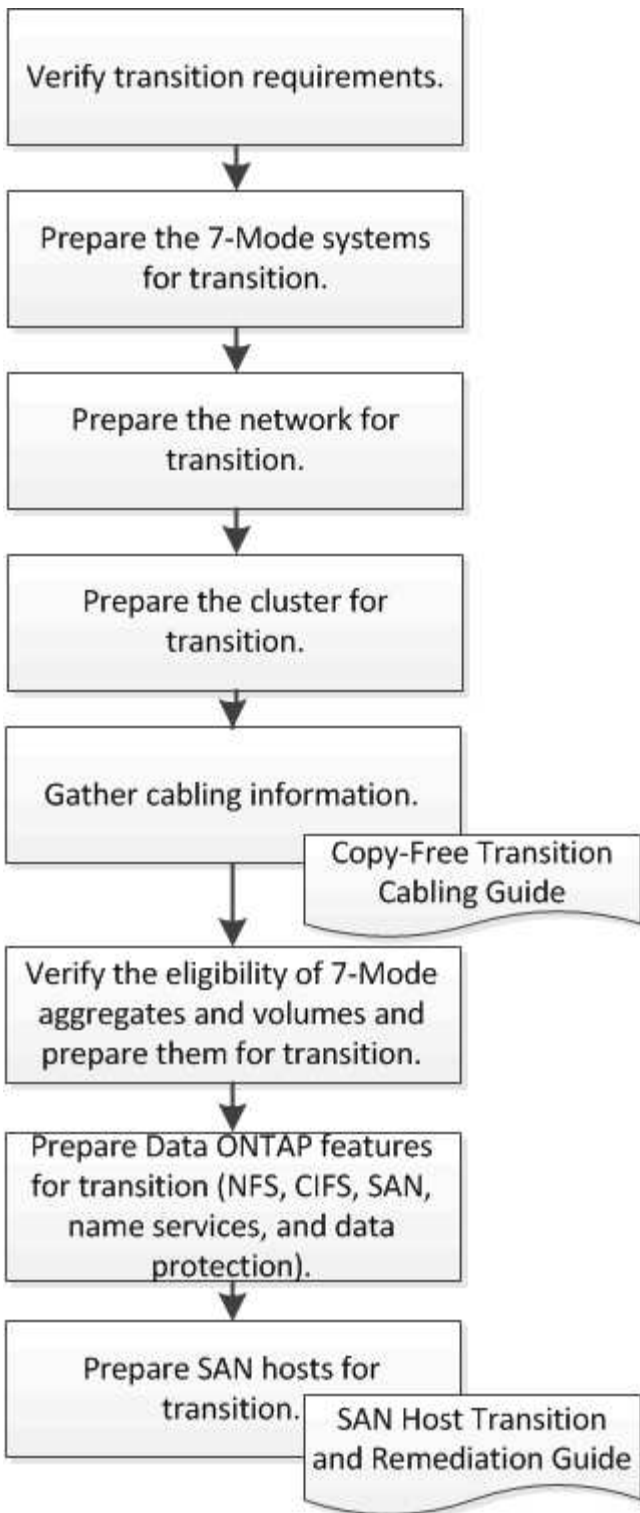 Verify transition requirements.
Prepare the 7-Mode systems
for transition.
Prepare the network for
transition.
Prepare the cluster for
transition.
Gather cabling information.
Copy-Free Transition
Cabling Guide
Verify the eligibility of 7-Mode
aggregates and volumes and
prepare them for transition.
Prepare Data ONTAP features
for transition (NFS, CIFS, SAN,
name services, and data
protection).
Prepare SAN hosts for
transition.
SAN Host Transition
and Remediation Guide